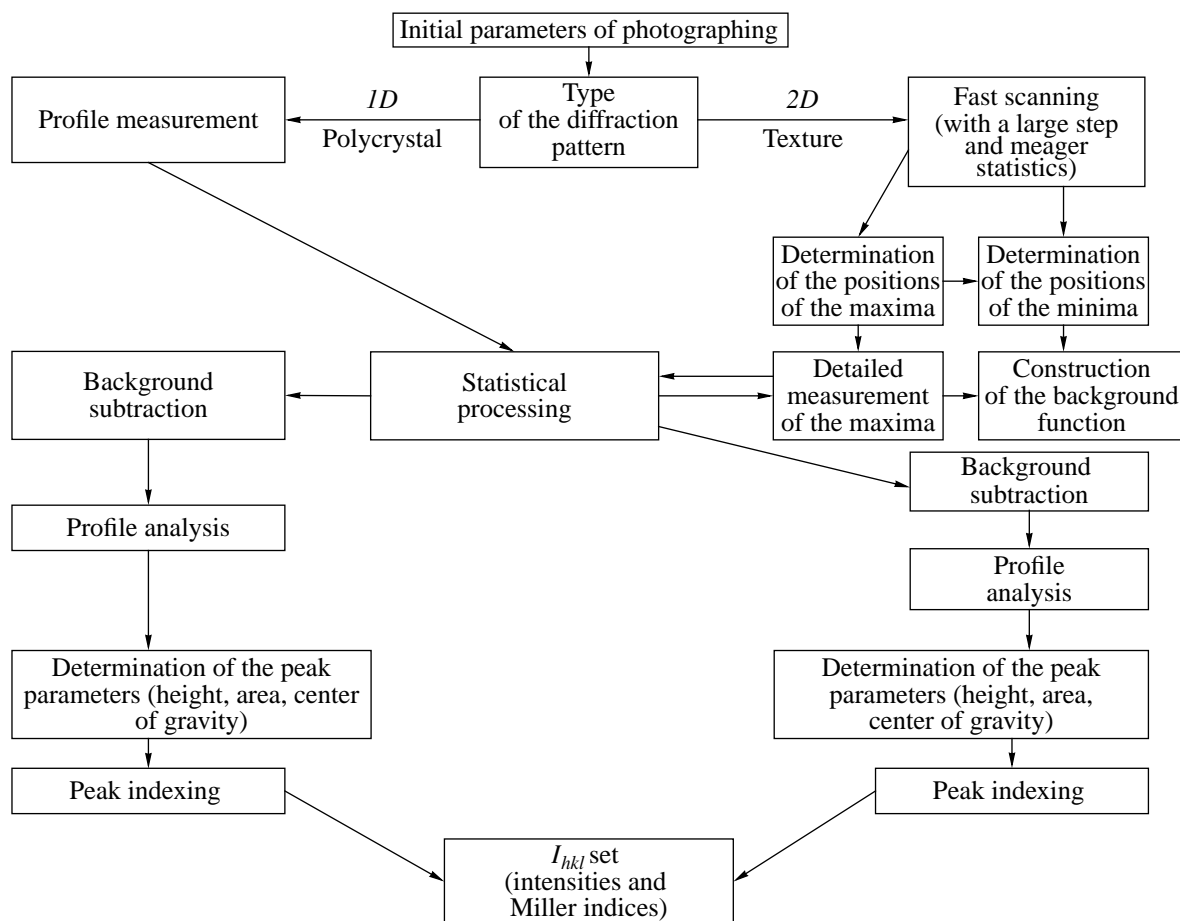 Initial parameters of photographing
Profile measurement
1D
Polycrystal
Type
of the diffraction
pattern
2D
Texture
Fast scanning
(with a large step
and meager
statistics)
Determination
of the positions
of the maxima
Determination
of the positions
of the minima
Background
subtraction
Statistical
processing
Detailed
measurement
of the maxima
Construction
of the background
function
Background
subtraction
Profile analysis
Profile
analysis
Determination of the peak
parameters (height, area, center
of gravity)
Determination of the peak
parameters (height, area,
center of gravity)
Peak indexing
Peak indexing
I_hkl set
(intensities and
Miller indices)